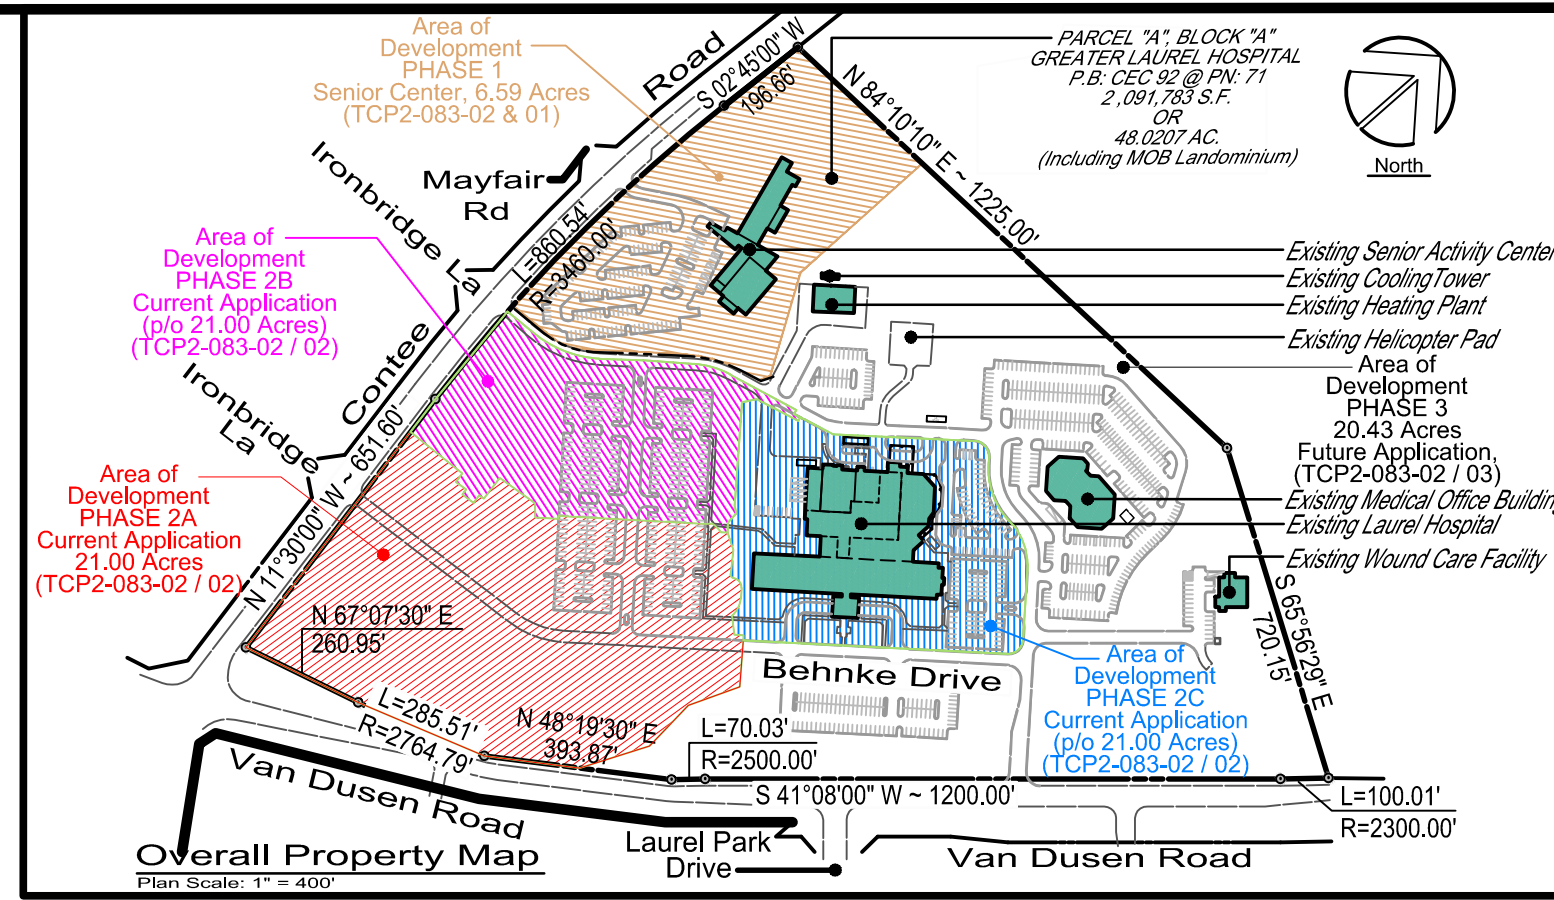 Area of
Development
PHASE 1
Senior Center, 6.59 Acres
(TCP2-083-02 & 01)
PARCEL "A", BLOCK "A"
GREATER LAUREL HOSPITAL
P.B: CEC 92 @ PN: 71
2 ,091,783 S.F.
OR
48.0207 AC.
(Including MOB Landominium)
North
Contee
Road
S 02°45'00" W
196.66'
N 84°10'10" E ~ 1225.00'
Mayfair
Rd
Ironbridge
La
L=860.54'
R=3460.00'
Area of
Development
PHASE 2B
Current Application
(p/o 21.00 Acres)
(TCP2-083-02 / 02)
Existing Senior Activity Center
Existing CoolingTower
Existing Heating Plant
Existing Helicopter Pad
Area of
Development
PHASE 3
20.43 Acres
Future Application,
(TCP2-083-02 / 03)
Existing Medical Office Building
Existing Laurel Hospital
Existing Wound Care Facility
Ironbridge
La
N 11°30'00" W ~ 651.60'
Area of
Development
PHASE 2A
Current Application
21.00 Acres
(TCP2-083-02 / 02)
N 67°07'30" E
260.95'
S 65°56'29" E
720.15'
Behnke Drive
Area of
Development
PHASE 2C
Current Application
(p/o 21.00 Acres)
(TCP2-083-02 / 02)
L=285.51'
R=2764.79'
N 48°19'30" E
393.87'
L=70.03'
R=2500.00'
S 41°08'00" W ~ 1200.00'
L=100.01'
R=2300.00'
Van Dusen Road
Laurel Park
Drive
Van Dusen Road
Overall Property Map
Plan Scale: 1" = 400'